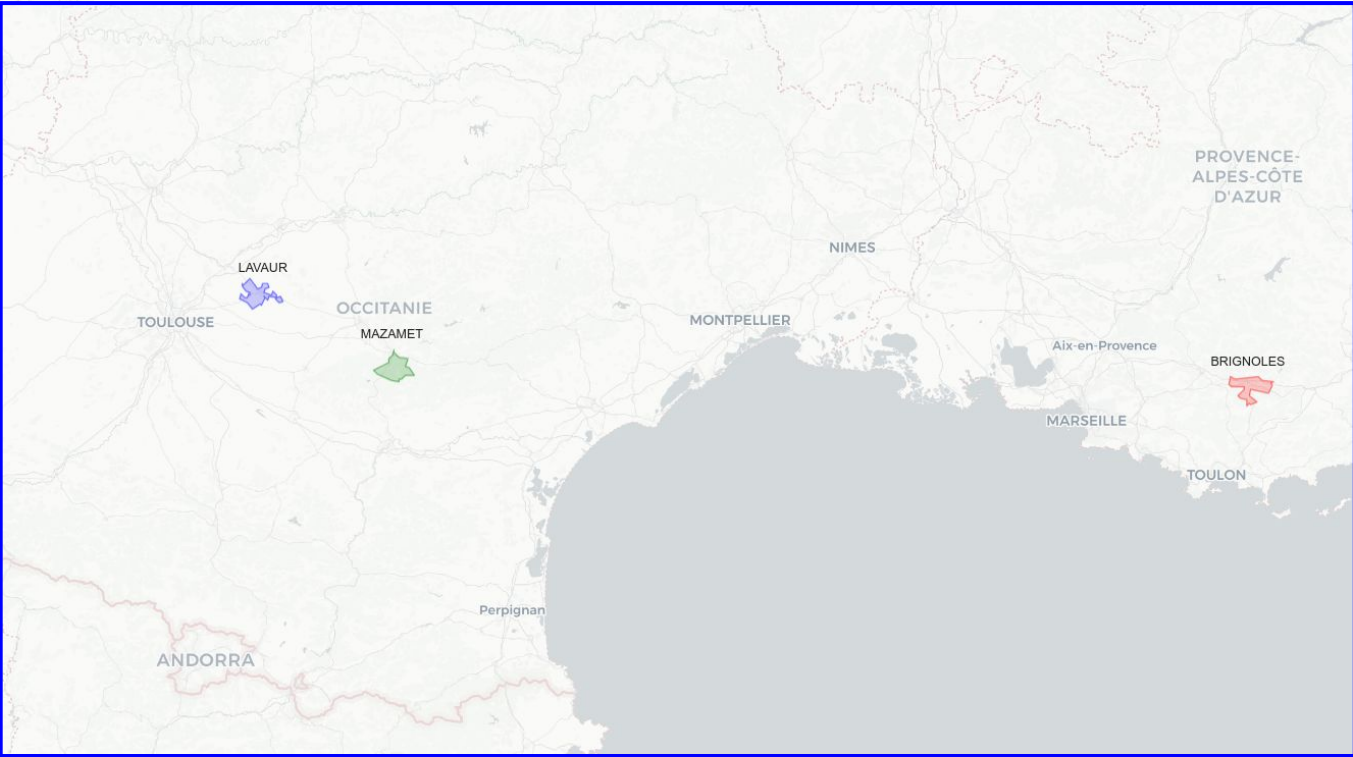 PROVENCE-
ALPES-CÔTE
D'AZUR
NIMES
LAVAUR
OCCITANIE
TOULOUSE
MONTPELLIER
MAZAMET
Aix-en-Provence
BRIGNOLES
MARSEILLE
TOULON
Perpignan
ANDORRA